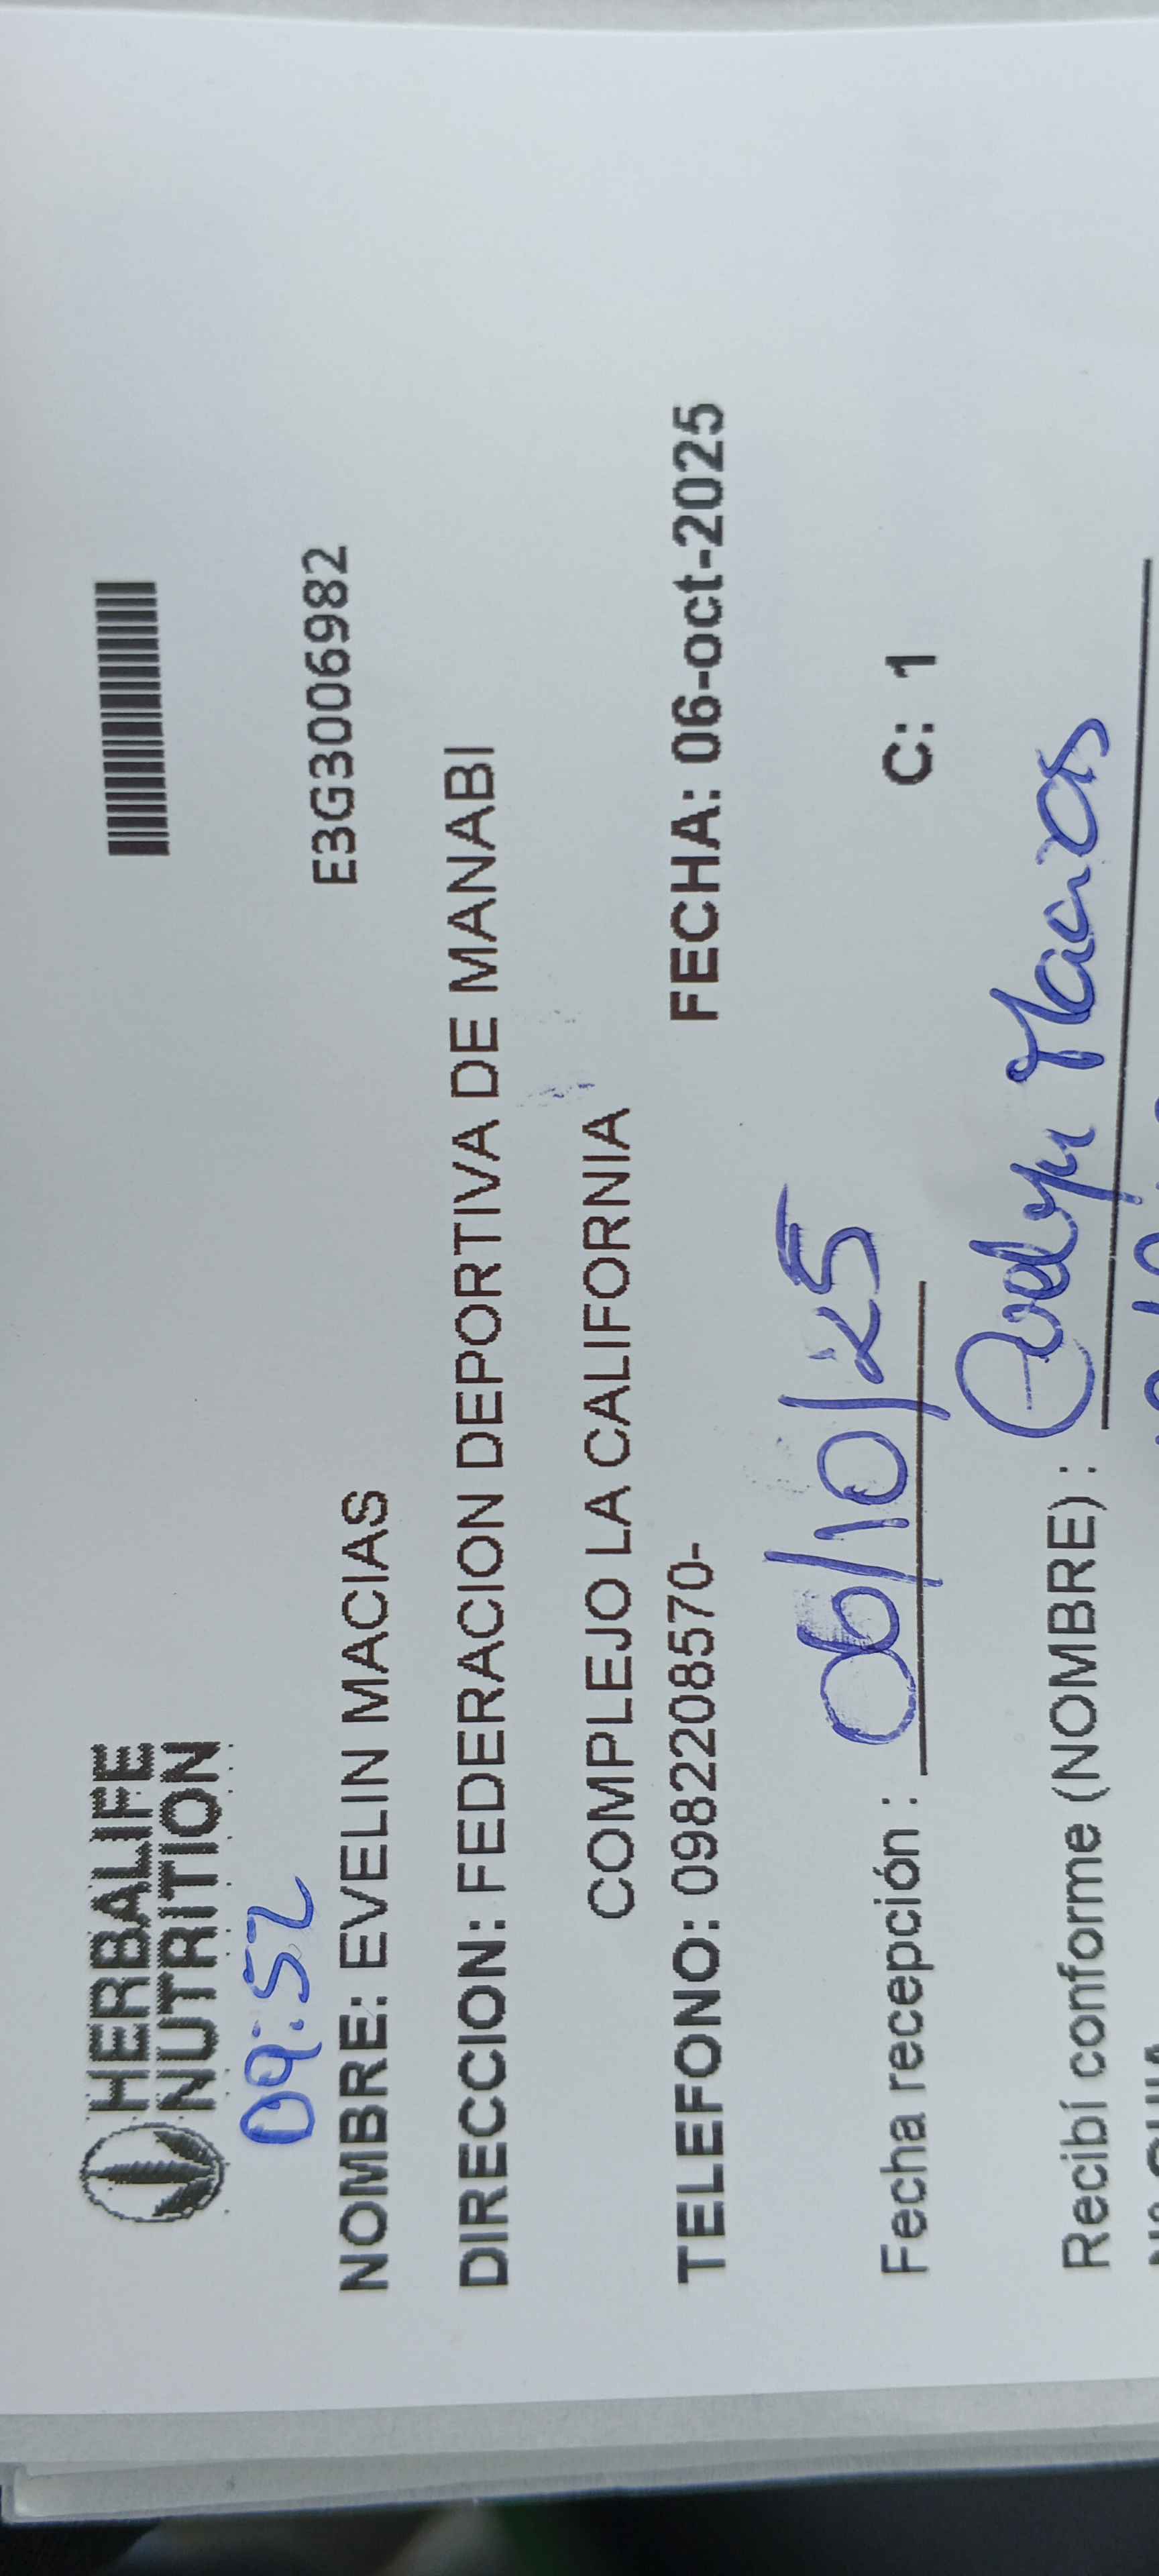 HERBALIFE
NUTRITION
09:52
E3G3006982
NOMBRE: EVELIN MACIAS
DIRECCION: FEDERACION DEPORTIVA DE MANABI
COMPLEJO LA CALIFORNIA
TELEFONO: 0982208570- FECHA: 06-oct-2025
Fecha recepción : 06/10/25 C: 1
Recibí conforme (NOMBRE) : Macias